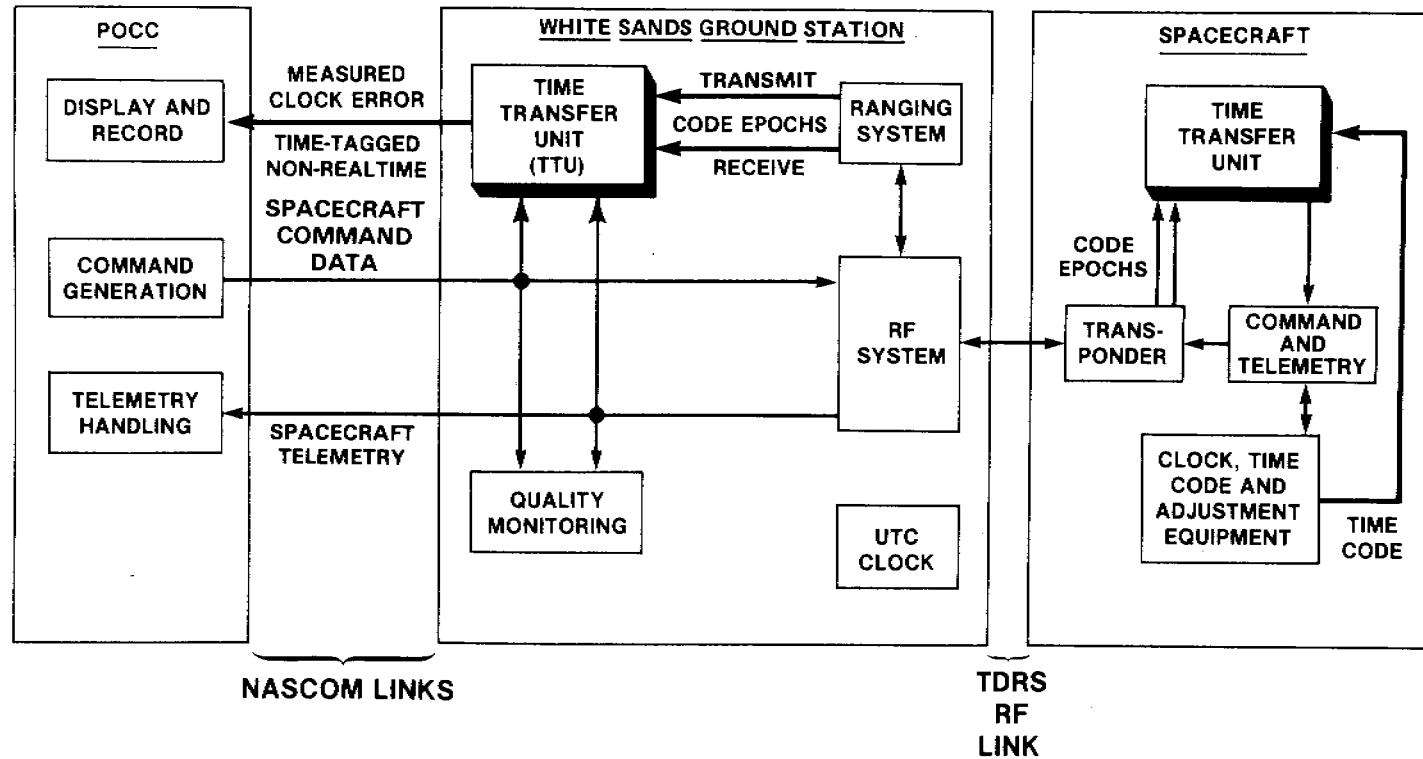 POCC
DISPLAY AND
RECORD
COMMAND
GENERATION
TELEMETRY
HANDLING
MEASURED
CLOCK ERROR
TIME-TAGGED
NON-REALTIME
SPACECRAFT
COMMAND
DATA
SPACECRAFT
TELEMETRY
NASCOM LINKS
WHITE SANDS GROUND STATION
TIME
TRANSFER
UNIT
(TTU)
TRANSMIT
CODE EPOCHS
RECEIVE
RANGING
SYSTEM
RF
SYSTEM
QUALITY
MONITORING
UTC
CLOCK
TDRS
RF
LINK
SPACECRAFT
TIME
TRANSFER
UNIT
CODE
EPOCHS
TRANS-
PONDER
COMMAND
AND
TELEMETRY
CLOCK, TIME
CODE AND
ADJUSTMENT
EQUIPMENT
TIME
CODE